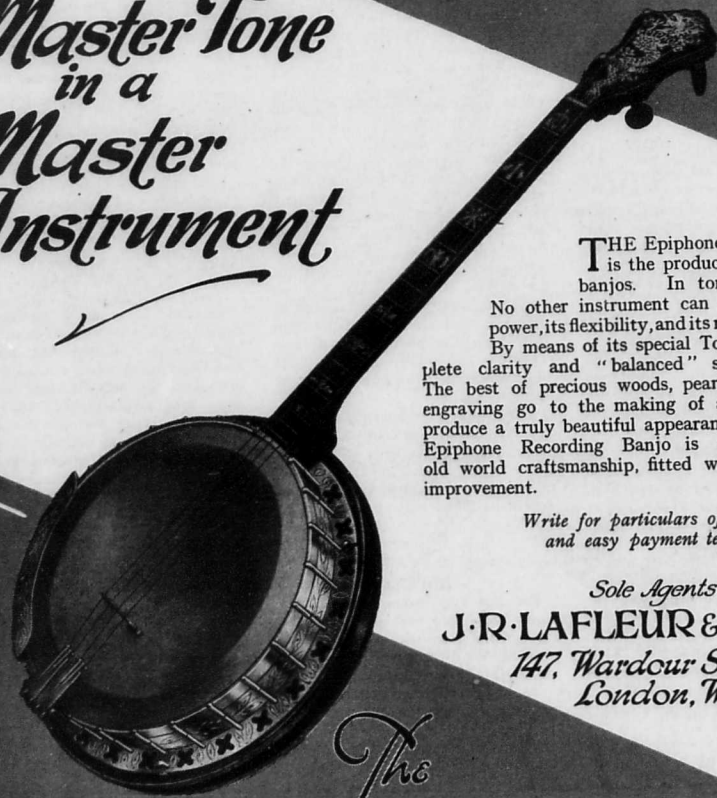 Master Tone
in a
Master
Instrument
THE Epiphone
is the produc
banjos. In to
No other instrument can
power, its flexibility, and its
By means of its special To
plete clarity and "balanced" s
The best of precious woods, pear
engraving go to the making of
produce a truly beautiful appearan
Epiphone Recording Banjo is
old world craftsmanship, fitted w
improvement.
Write for particulars o
and easy payment te
Sole Agents
J·R·LAFLEUR &
147, Wardour S
London, W
The